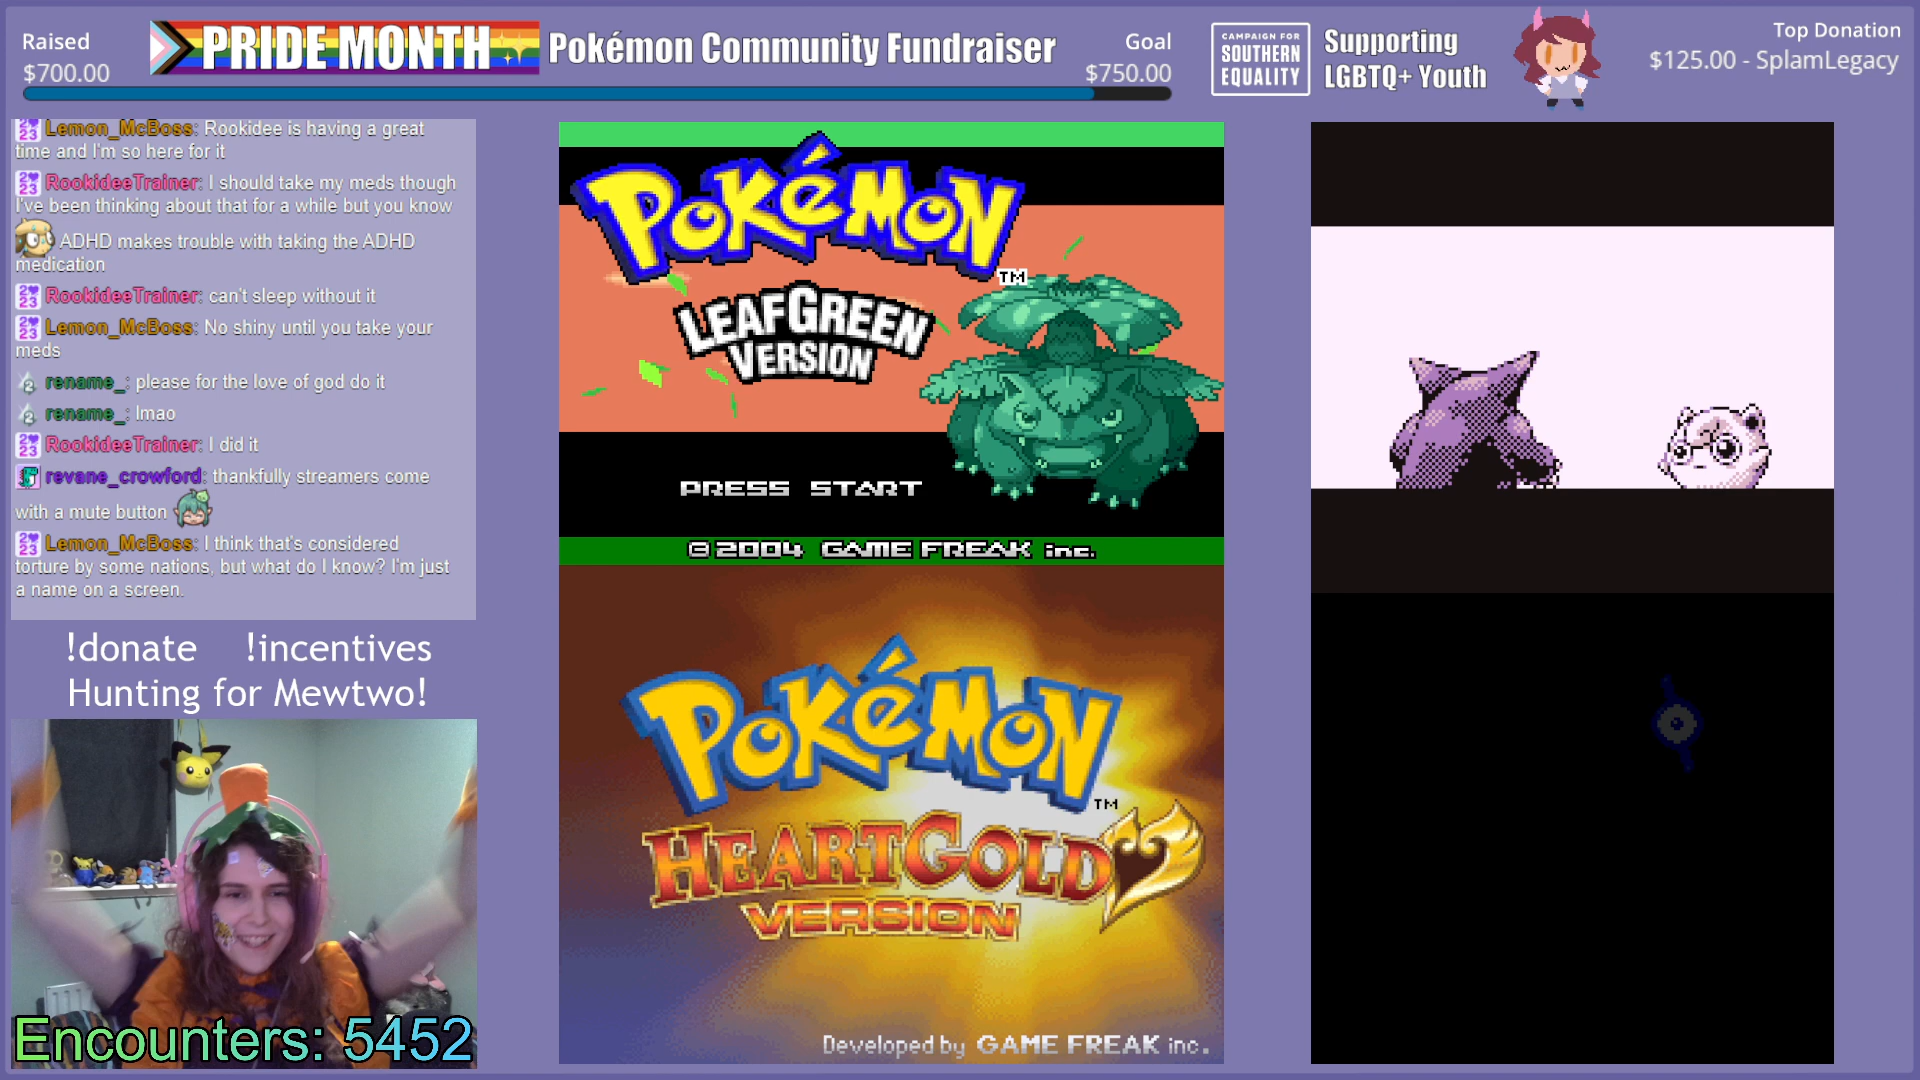 Raised
$700.00
PRIDE MONTH
Pokémon Community Fundraiser
Goal
$750.00
CAMPAIGN FOR
SOUTHERN
EQUALITY
Supporting
LGBTQ+ Youth
Top Donation
$125.00 - SplamLegacy
Lemon_McBoss: Rookidee is having a great
time and I'm so here for it
RookideeTrainer: I should take my meds though
I've been thinking about that for a while but you know
ADHD makes trouble with taking the ADHD
medication
RookideeTrainer: can't sleep without it
Lemon_McBoss: No shiny until you take your
meds
rename_: please for the love of god do it
rename_: lmao
RookideeTrainer: I did it
revane_crowford: thankfully streamers come
with a mute button
Lemon_McBoss: I think that's considered
torture by some nations, but what do I know? I'm just
a name on a screen.
!donate !incentives
Hunting for Mewtwo!
Encounters: 5452
POKéMON
TM
LEAFGREEN
VERSION
PRESS START
© 2004 GAME FREAK inc.
POKéMON
TM
HEARTGOLD
VERSION
Developed by GAME FREAK inc.